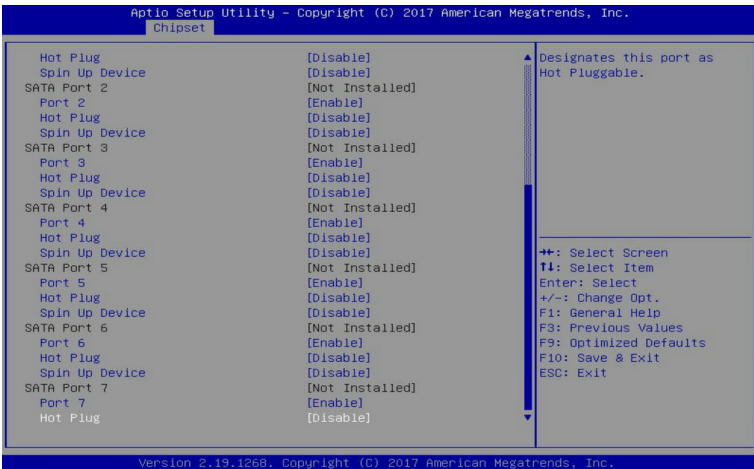 Aptio Setup Utility – Copyright (C) 2017 American Megatrends, Inc.
Chipset
Hot Plug [Disable]
Spin Up Device [Disable]
SATA Port 2 [Not Installed]
Port 2 [Enable]
Hot Plug [Disable]
Spin Up Device [Disable]
SATA Port 3 [Not Installed]
Port 3 [Enable]
Hot Plug [Disable]
Spin Up Device [Disable]
SATA Port 4 [Not Installed]
Port 4 [Enable]
Hot Plug [Disable]
Spin Up Device [Disable]
SATA Port 5 [Not Installed]
Port 5 [Enable]
Hot Plug [Disable]
Spin Up Device [Disable]
SATA Port 6 [Not Installed]
Port 6 [Enable]
Hot Plug [Disable]
Spin Up Device [Disable]
SATA Port 7 [Not Installed]
Port 7 [Enable]
Hot Plug [Disable]
Designates this port as
Hot Pluggable.
→←: Select Screen
↑↓: Select Item
Enter: Select
+/-: Change Opt.
F1: General Help
F3: Previous Values
F9: Optimized Defaults
F10: Save & Exit
ESC: Exit
Version 2.19.1268. Copyright (C) 2017 American Megatrends, Inc.